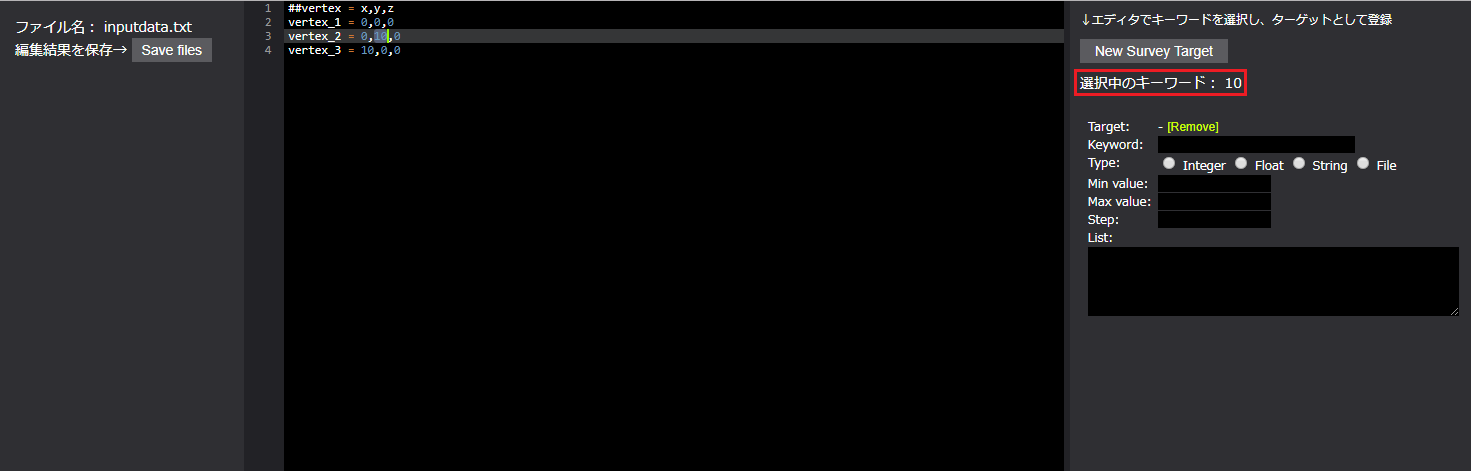 ファイル名： inputdata.txt
編集結果を保存→ Save files
1 ##vertex = x,y,z
2 vertex_1 = 0,0,0
3 vertex_2 = 0,10,0
4 vertex_3 = 10,0,0
↓エディタでキーワードを選択し、ターゲットとして登録
New Survey Target
選択中のキーワード： 10
Target: - [Remove]
Keyword:
Type: Integer Float String File
Min value:
Max value:
Step:
List: